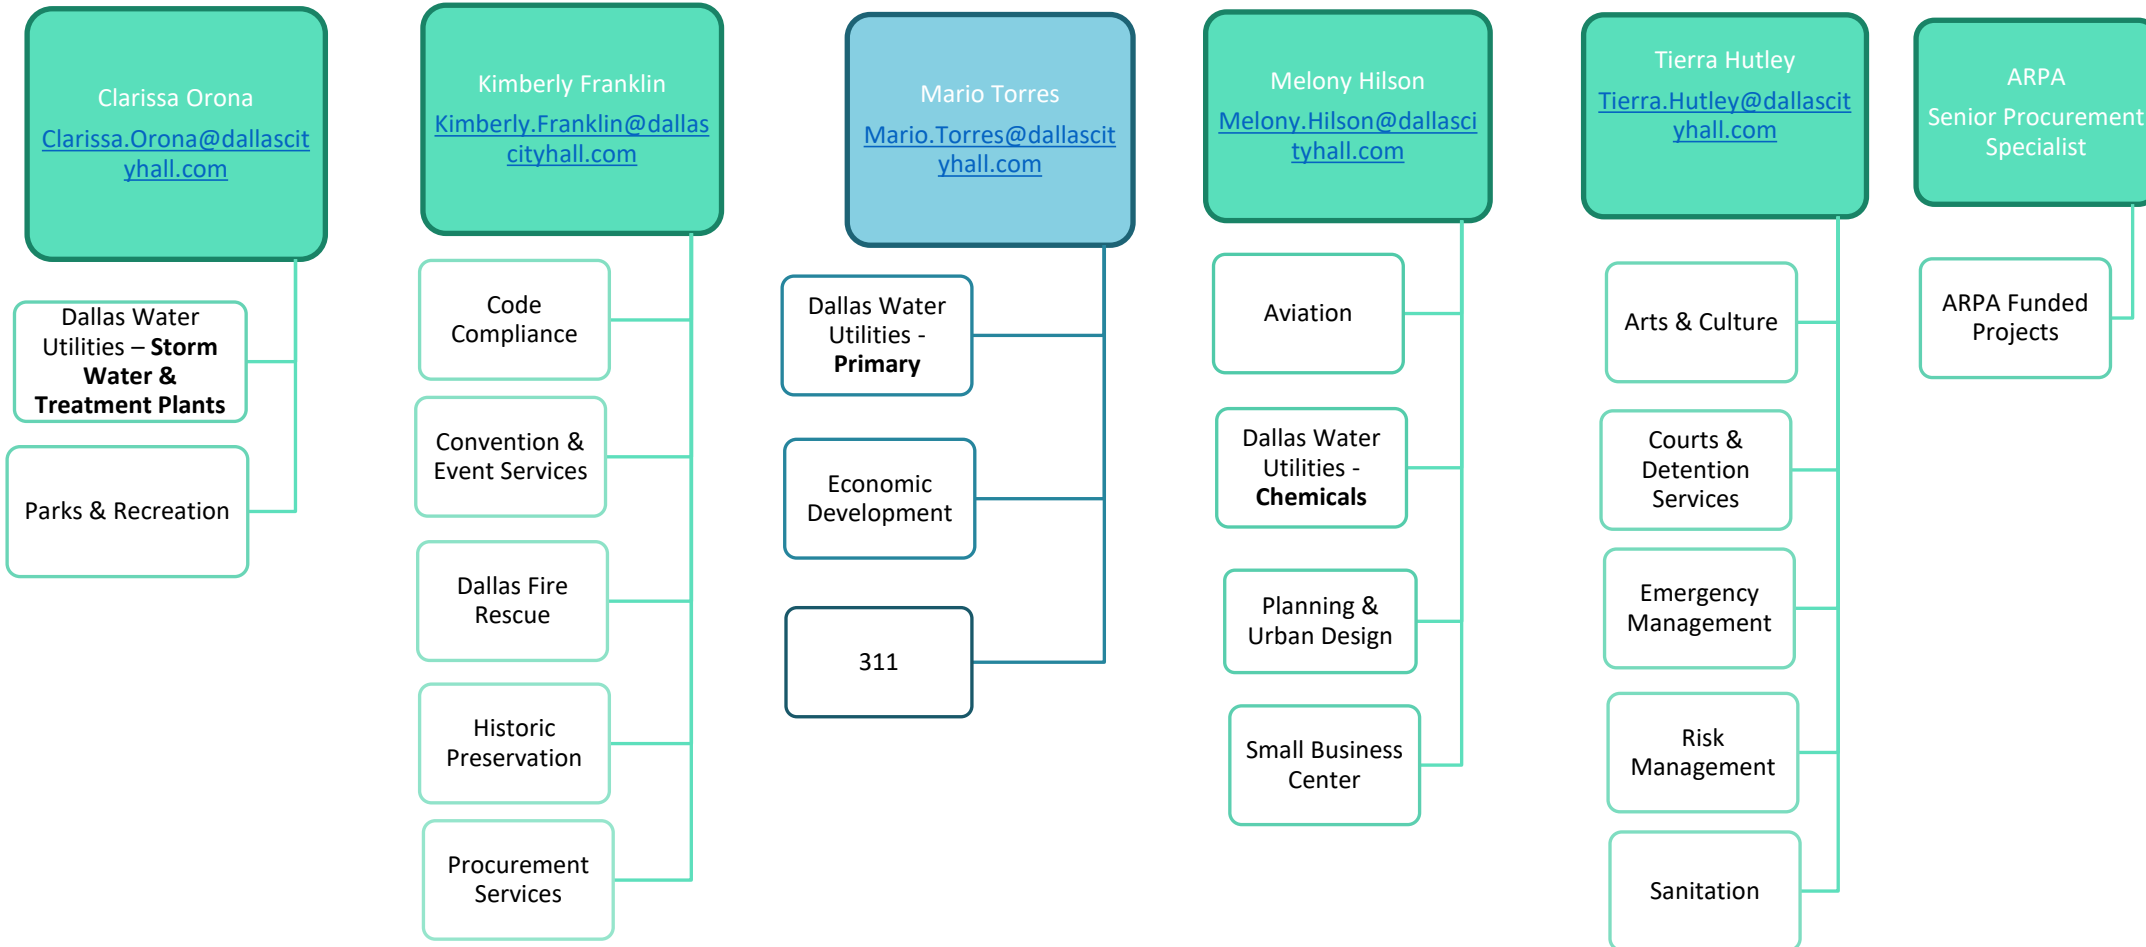 Clarissa Orona
Clarissa.Orona@dallascit
yhall.com
Dallas Water
Utilities – Storm
Water &
Treatment Plants
Parks & Recreation
Kimberly Franklin
Kimberly.Franklin@dallas
cityhall.com
Code
Compliance
Convention &
Event Services
Dallas Fire
Rescue
Historic
Preservation
Procurement
Services
Mario Torres
Mario.Torres@dallascit
yhall.com
Dallas Water
Utilities -
Primary
Economic
Development
311
Melony Hilson
Melony.Hilson@dallasci
tyhall.com
Aviation
Dallas Water
Utilities -
Chemicals
Planning &
Urban Design
Small Business
Center
Tierra Hutley
Tierra.Hutley@dallascit
yhall.com
Arts & Culture
Courts &
Detention
Services
Emergency
Management
Risk
Management
Sanitation
ARPA
Senior Procurement
Specialist
ARPA Funded
Projects